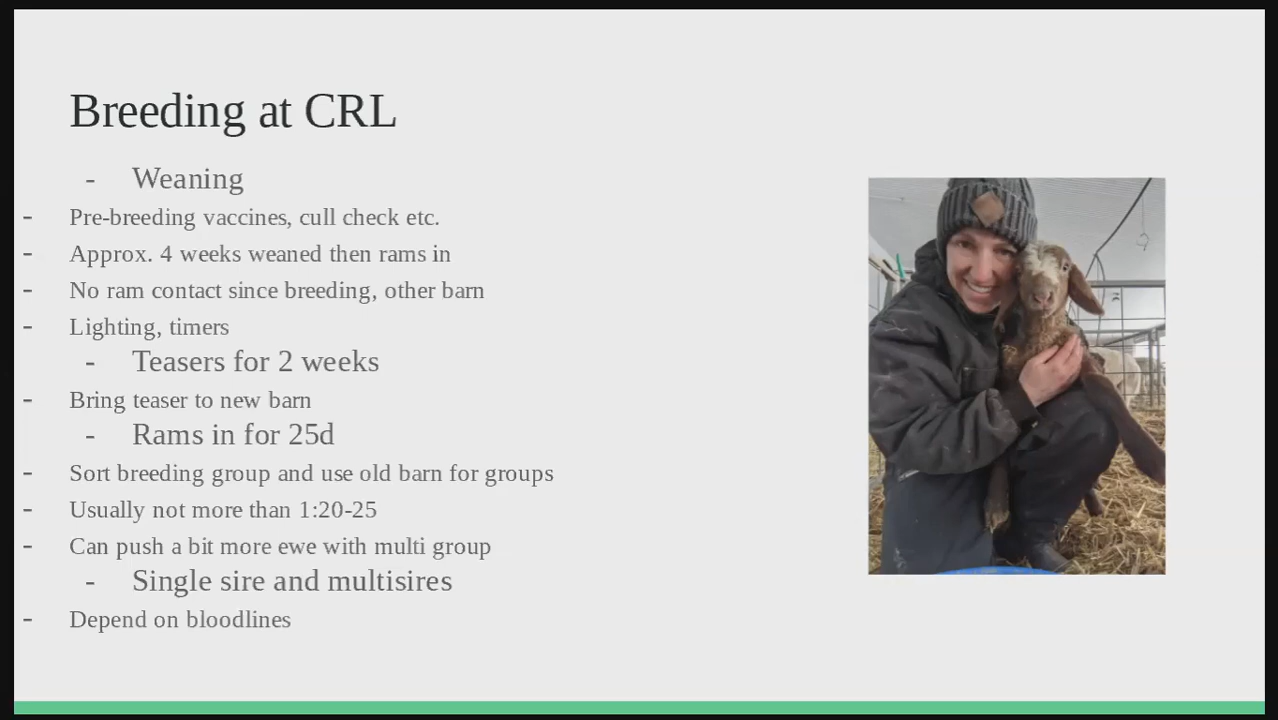 Breeding at CRL
- Weaning
- Pre-breeding vaccines, cull check etc.
- Approx. 4 weeks weaned then rams in
- No ram contact since breeding, other barn
- Lighting, timers
- Teasers for 2 weeks
- Bring teaser to new barn
- Rams in for 25d
- Sort breeding group and use old barn for groups
- Usually not more than 1:20-25
- Can push a bit more ewe with multi group
- Single sire and multisires
- Depend on bloodlines